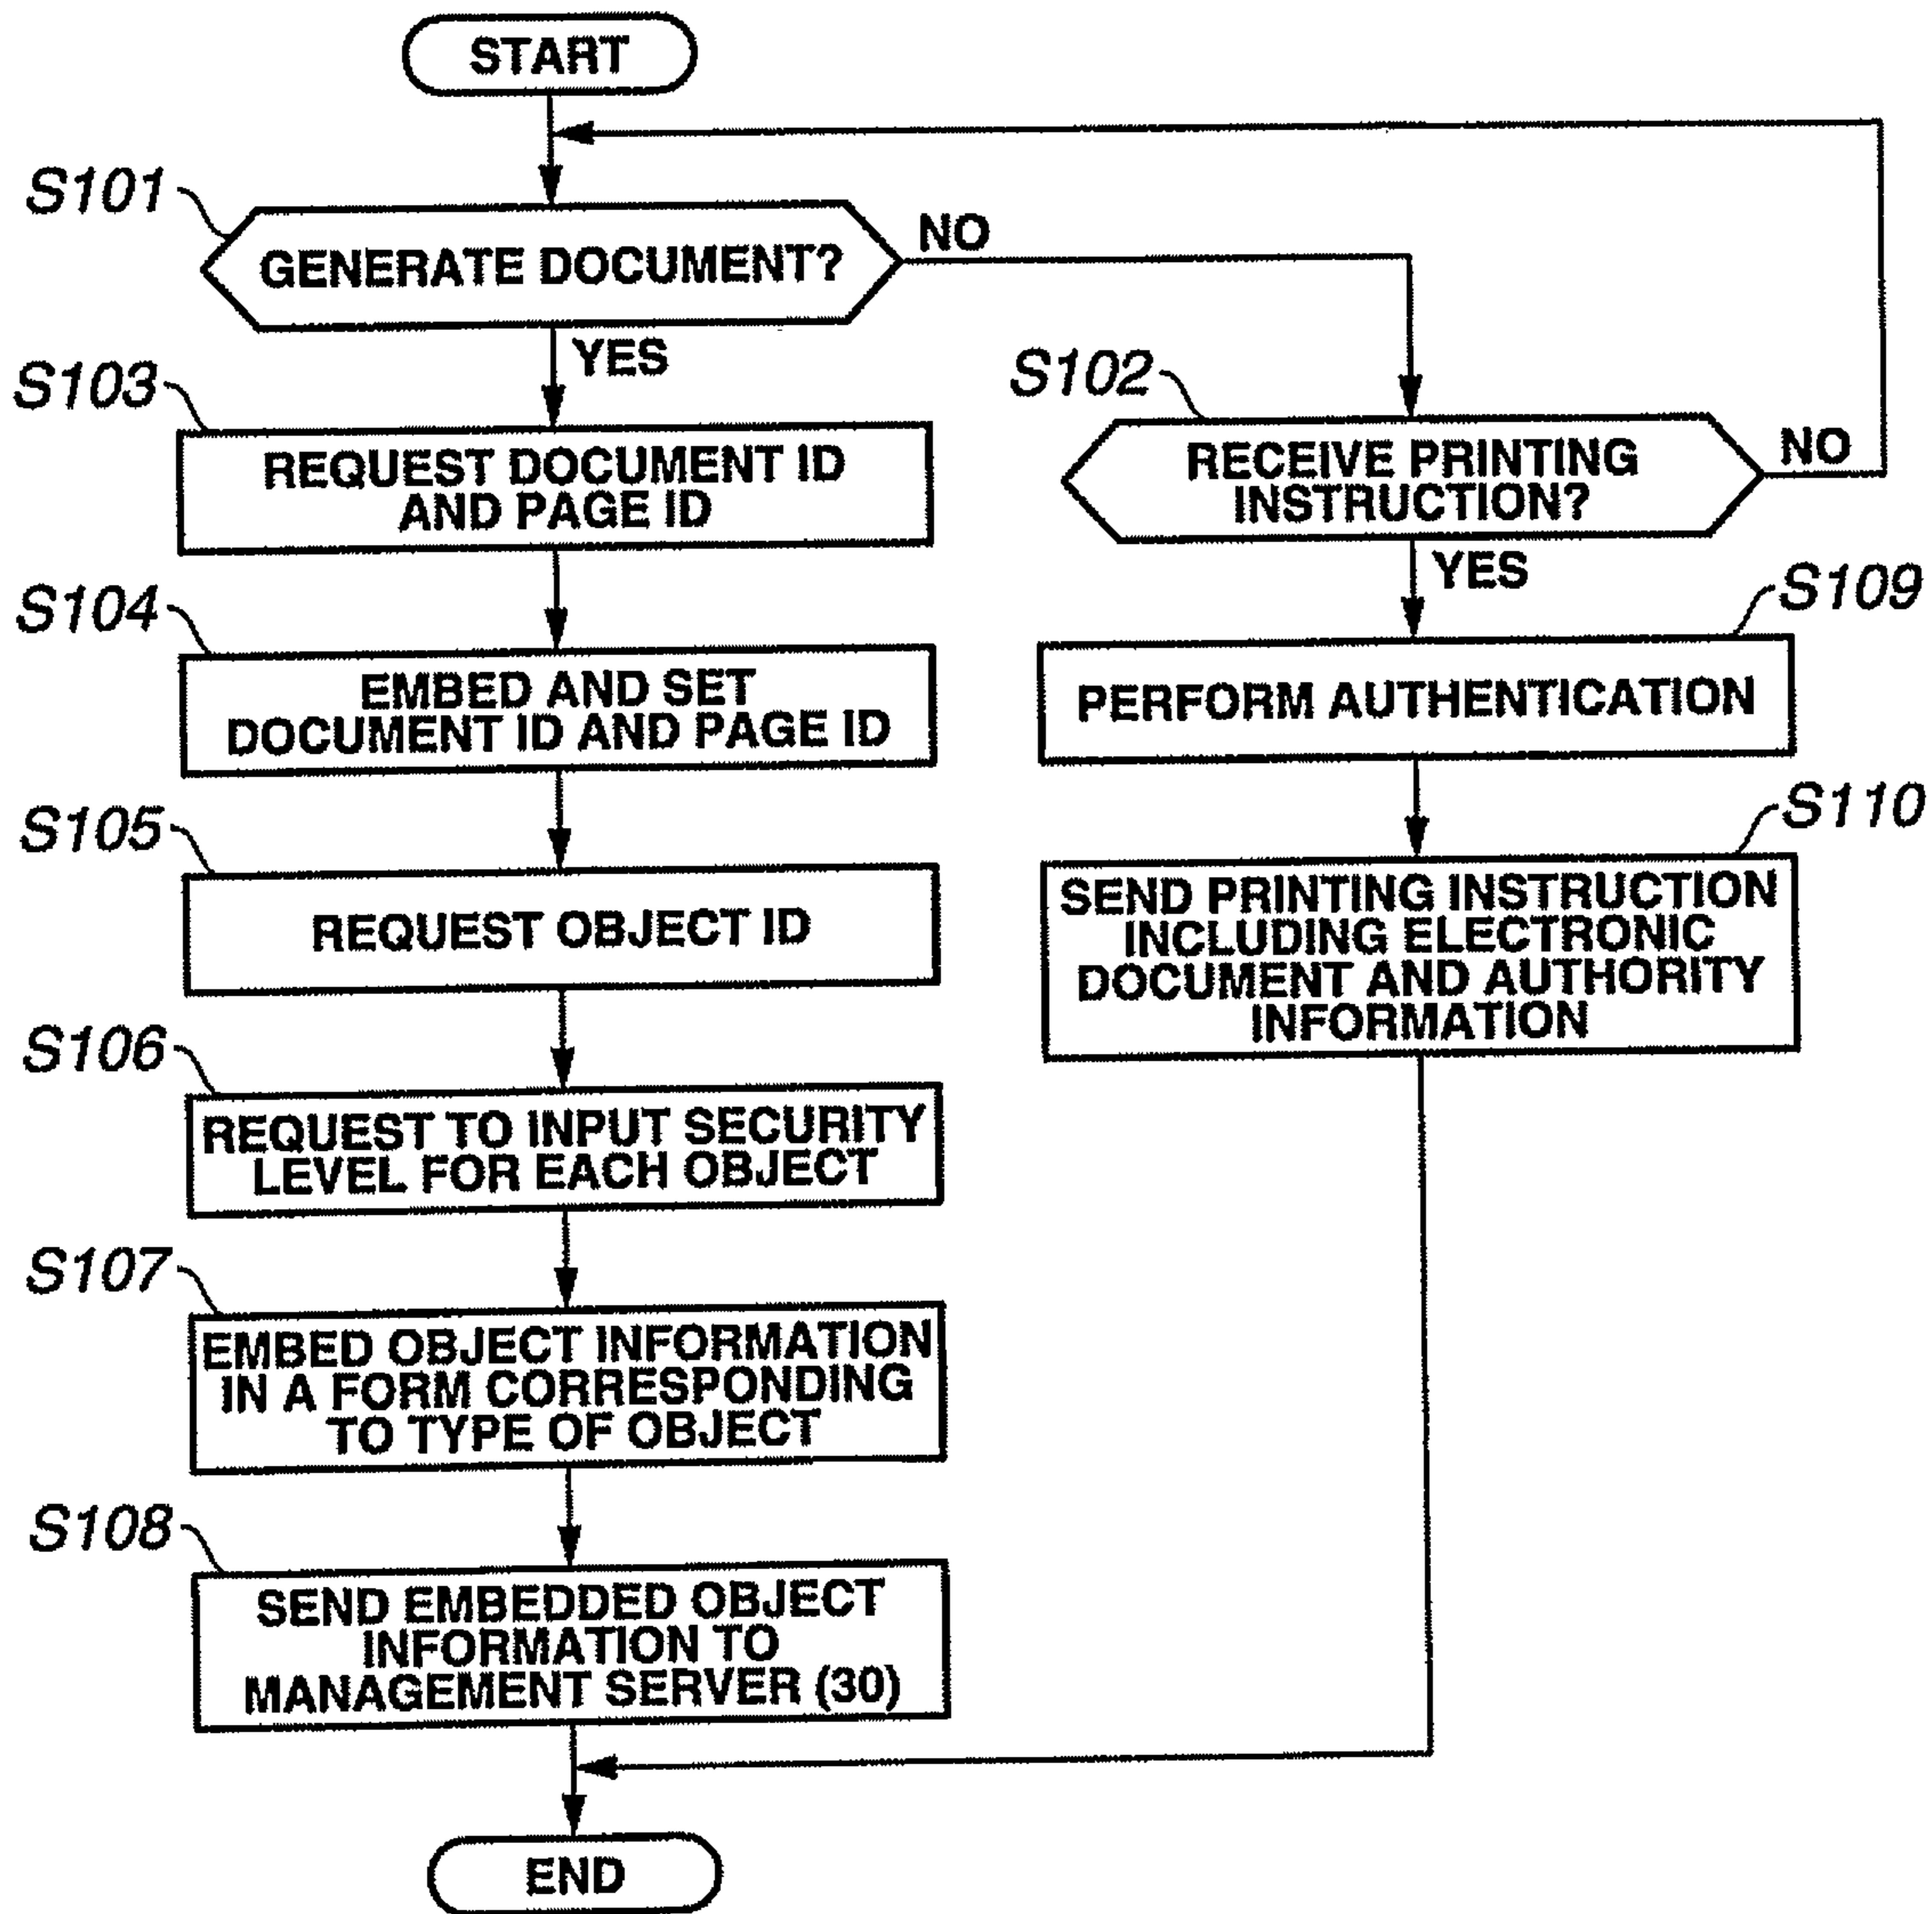 START
S101
GENERATE DOCUMENT?
NO
YES
S103
REQUEST DOCUMENT ID
AND PAGE ID
S102
RECEIVE PRINTING
INSTRUCTION?
NO
YES
S104
EMBED AND SET
DOCUMENT ID AND PAGE ID
S109
PERFORM AUTHENTICATION
S105
REQUEST OBJECT ID
S110
SEND PRINTING INSTRUCTION
INCLUDING ELECTRONIC
DOCUMENT AND AUTHORITY
INFORMATION
S106
REQUEST TO INPUT SECURITY
LEVEL FOR EACH OBJECT
S107
EMBED OBJECT INFORMATION
IN A FORM CORRESPONDING
TO TYPE OF OBJECT
S108
SEND EMBEDDED OBJECT
INFORMATION TO
MANAGEMENT SERVER (30)
END